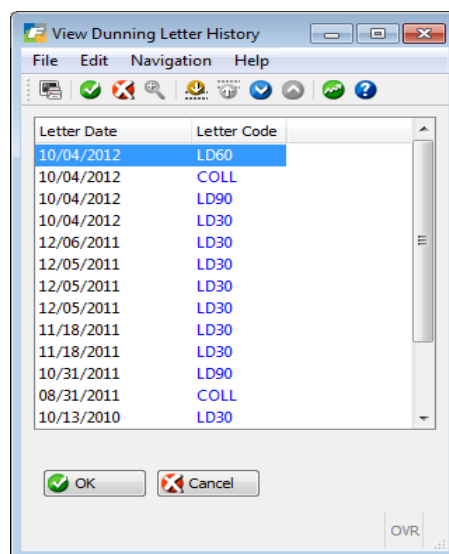 View Dunning Letter History
File Edit Navigation Help
Letter Date Letter Code
10/04/2012 LD60
10/04/2012 COLL
10/04/2012 LD90
10/04/2012 LD30
12/06/2011 LD30
12/05/2011 LD30
12/05/2011 LD30
12/05/2011 LD30
11/18/2011 LD30
11/18/2011 LD30
10/31/2011 LD90
08/31/2011 COLL
10/13/2010 LD30
OK Cancel
OVR